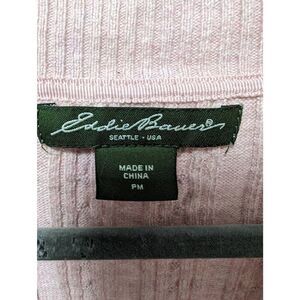 Eddie Bauer®
SEATTLE · USA
MADE IN
CHINA
PM